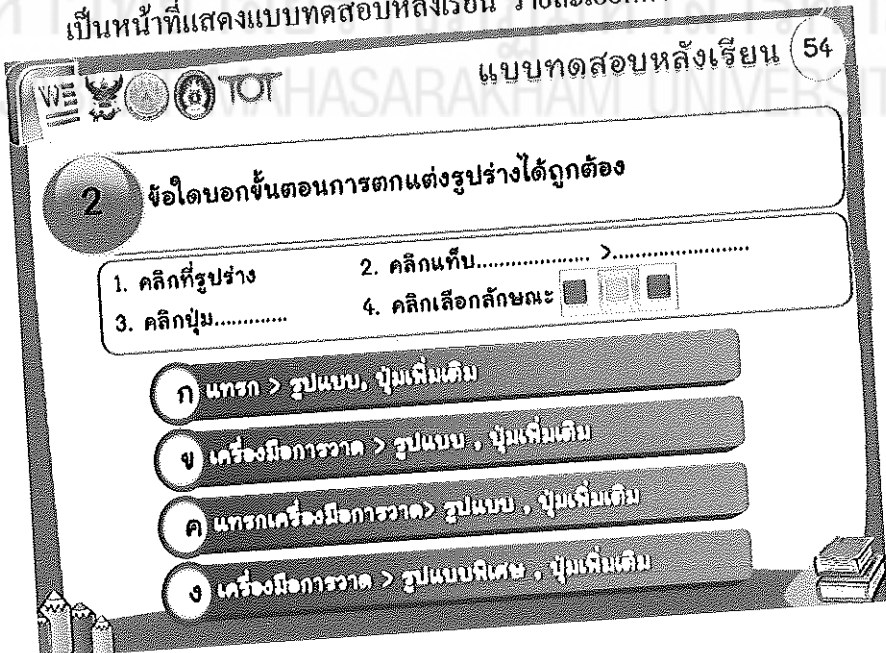 เป็นหน้าที่แสดงแบบทดสอบหลังเรียน
MAHASARAKHAM UNIVERSIT
TOT
แบบทดสอบหลังเรียน 54
2 ข้อใดบอกขั้นตอนการตกแต่งรูปร่างได้ถูกต้อง
1. คลิกที่รูปร่าง 2. คลิกแท็บ................... >........................
3. คลิกปุ่ม............. 4. คลิกเลือกลักษณะ
ก แทรก > รูปแบบ, ปุ่มเพิ่มเติม
ข เครื่องมือการวาด > รูปแบบ , ปุ่มเพิ่มเติม
ค แทรกเครื่องมือการวาด> รูปแบบ , ปุ่มเพิ่มเติม
ง เครื่องมือการวาด > รูปแบบพิเศษ , ปุ่มเพิ่มเติม